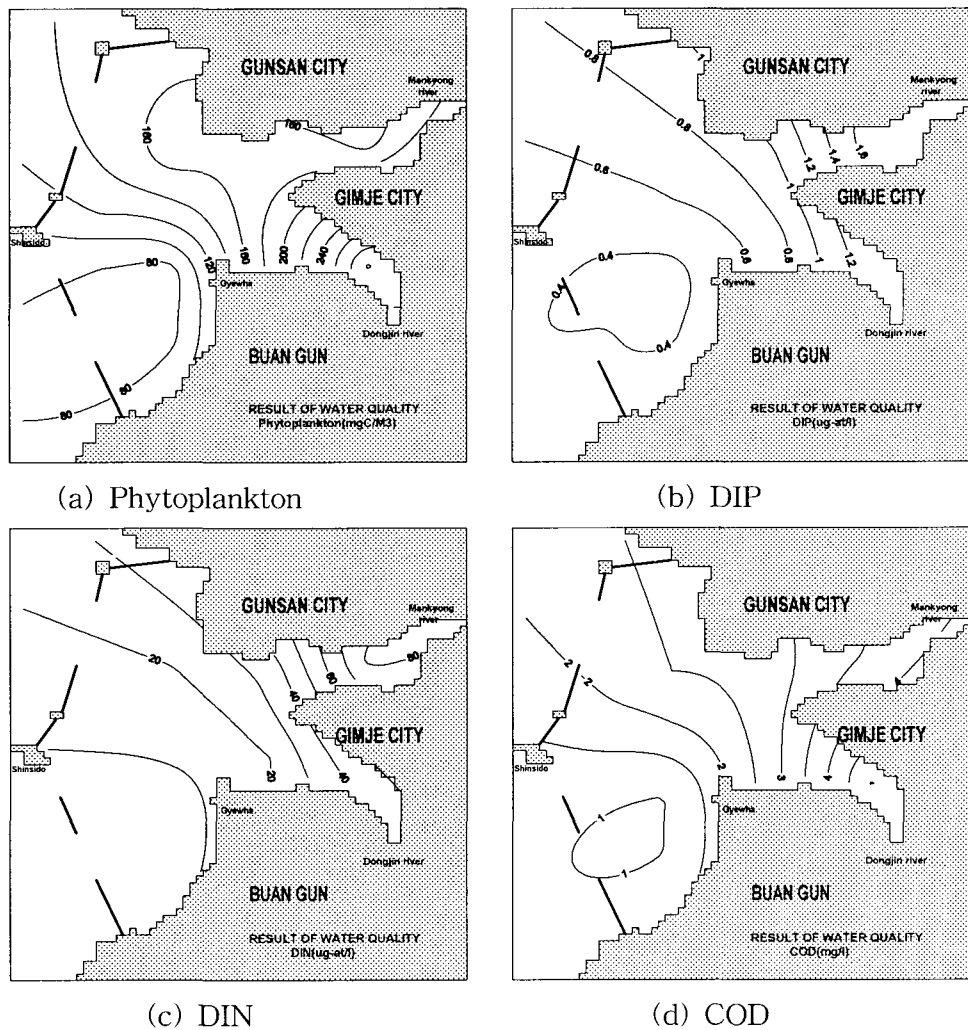 GUNSAN CITY
Mankyong
river
160
160
GIMJE CITY
Shinsido
120
160
200
240
80
Gyewha
Dongjin river
BUAN GUN
80
80
RESULT OF WATER QUALITY
Phytoplankton(mgC/M3)
(a) Phytoplankton
0.8
1
GUNSAN CITY
Mankyong
river
0.8
1.2
1.4
1.6
0.6
1
GIMJE CITY
Shinsido
0.4
0.4
0.6
0.8
1
1.2
Gyewha
0.4
Dongjin river
BUAN GUN
RESULT OF WATER QUALITY
DIP(ug-at/l)
(b) DIP
GUNSAN CITY
Mankyong
river
20
40
60
80
GIMJE CITY
Shinsido
20
40
Gyewha
Dongjin river
BUAN GUN
RESULT OF WATER QUALITY
DIN(ug-at/l)
(c) DIN
GUNSAN CITY
Mankyong
river
2
2
4
GIMJE CITY
Shinsido
2
3
4
1
Gyewha
1
Dongjin river
BUAN GUN
RESULT OF WATER QUALITY
COD(mg/l)
(d) COD